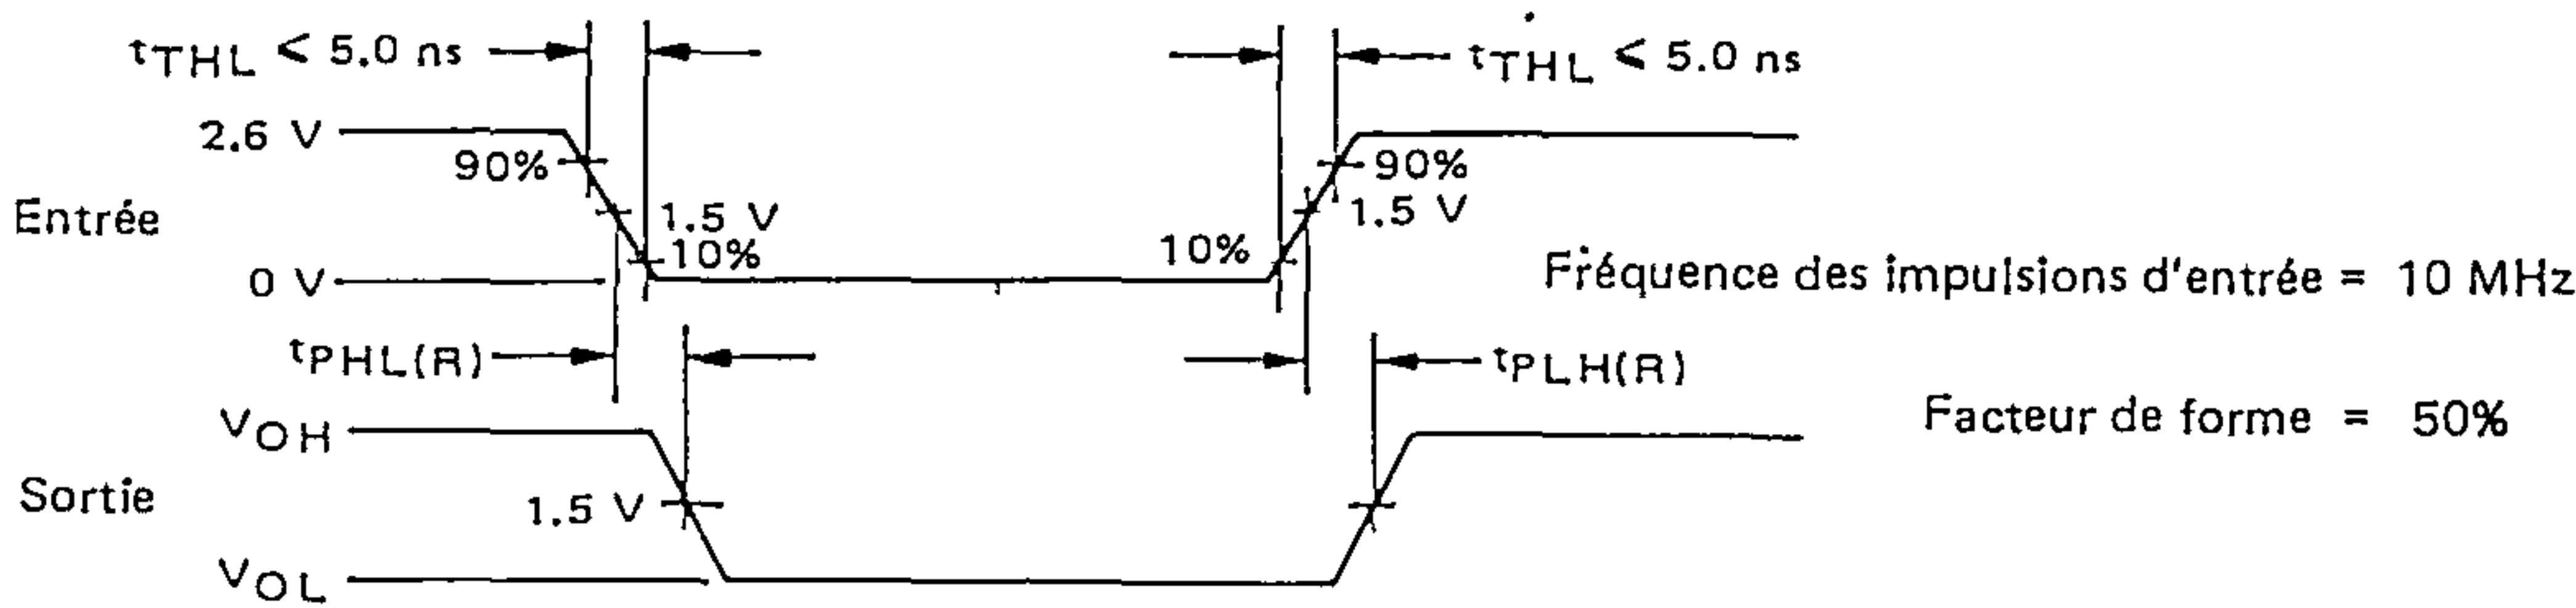 tTHL < 5.0 ns
tTHL < 5.0 ns
2.6 V
90%
90%
Entrée
1.5 V
1.5 V
10%
10%
0 V
Fréquence des impulsions d'entrée = 10 MHz
tPHL(R)
tPLH(R)
VOH
Facteur de forme = 50%
Sortie
1.5 V
VOL